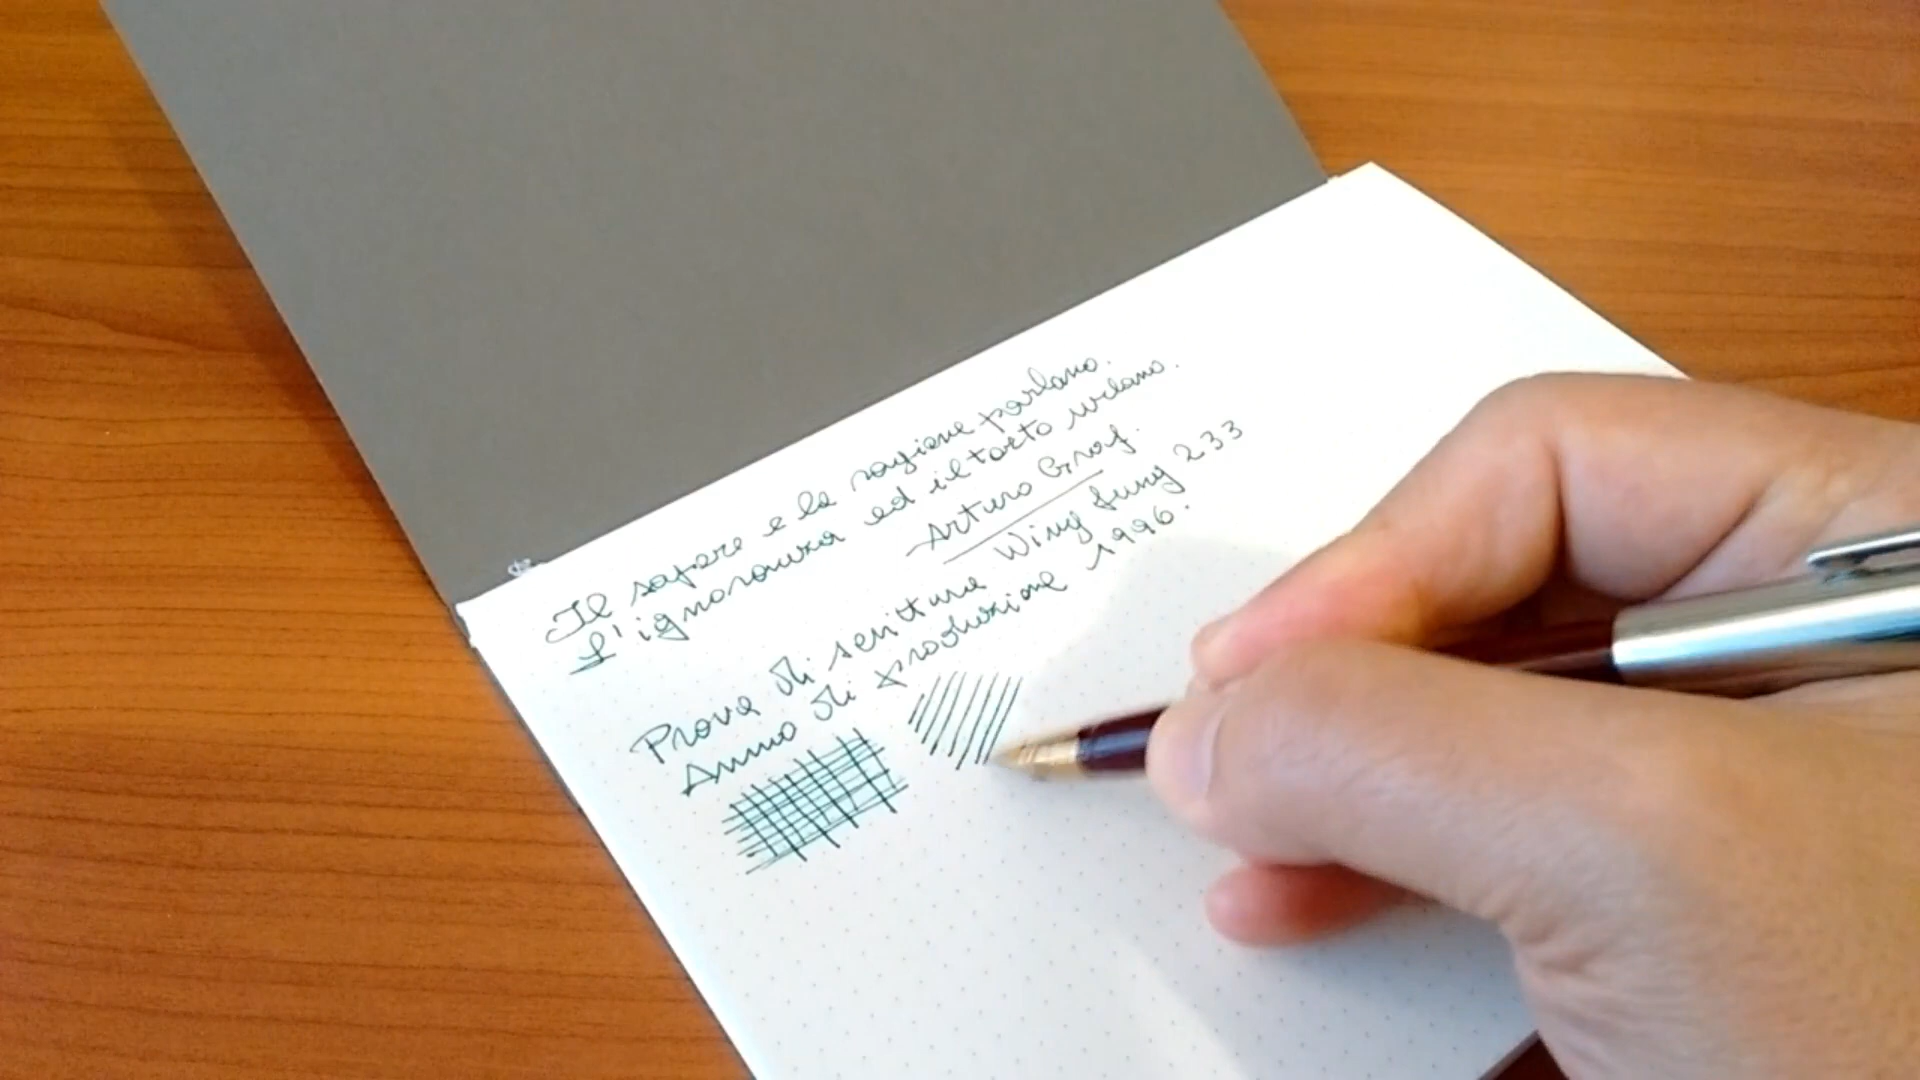 Il sapere e la ragione parlano.
L'ignoranza ed il torto urlano.
Arturo Graf.
Prova di scrittura Wing Sung 233
Anno di produzione 1996.